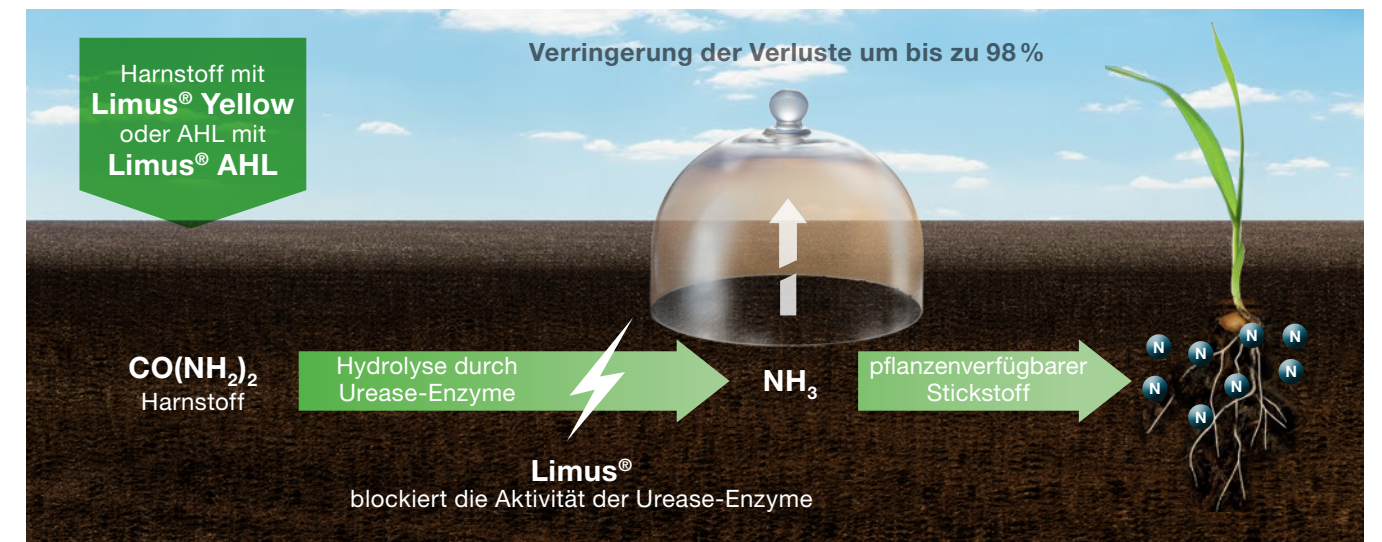 Verringerung der Verluste um bis zu 98 %
Harnstoff mit
Limus® Yellow
oder AHL mit
Limus® AHL
CO(NH₂)₂
Harnstoff
Hydrolyse durch
Urease-Enzyme
NH₃
pflanzenverfügbarer
Stickstoff
N
N
N
N
N
N
N
N
Limus®
blockiert die Aktivität der Urease-Enzyme